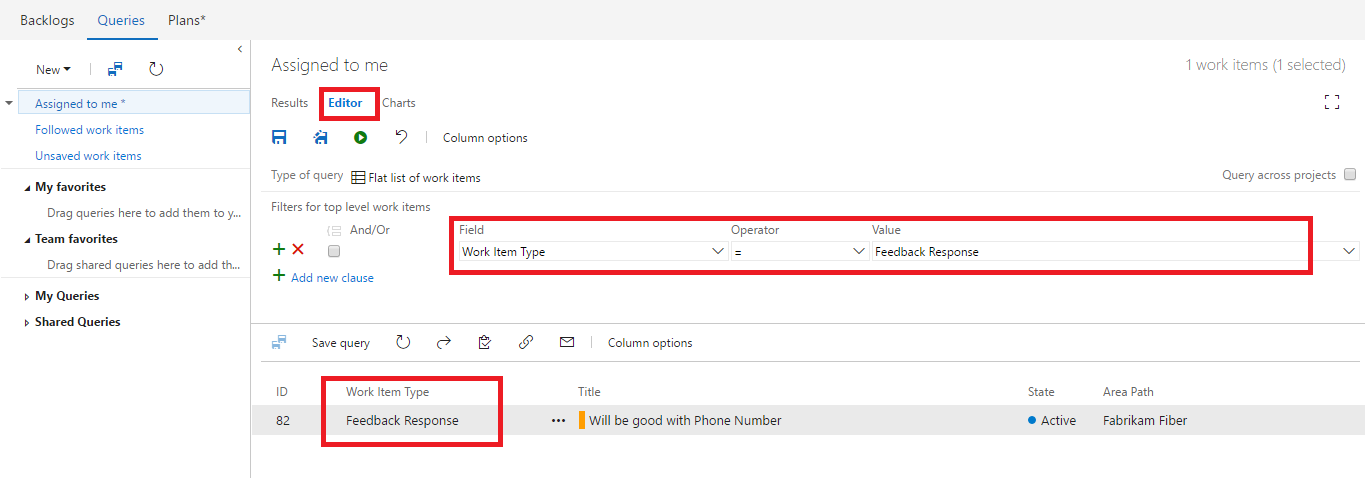 Backlogs Queries Plans*
New
Assigned to me *
Followed work items
Unsaved work items
My favorites
Drag queries here to add them to y...
Team favorites
Drag shared queries here to add th...
My Queries
Shared Queries
Assigned to me 1 work items (1 selected)
Results Editor Charts
Column options
Type of query Flat list of work items Query across projects
Filters for top level work items
And/Or Field Operator Value
Work Item Type = Feedback Response
Add new clause
Save query Column options
ID Work Item Type Title State Area Path
82 Feedback Response ... Will be good with Phone Number Active Fabrikam Fiber